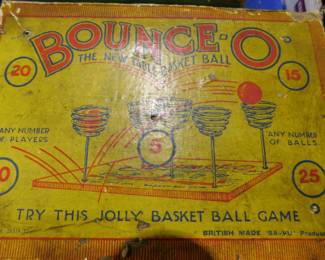 BOUNCE-O
THE NEW TABLE BASKET BALL
20
15
ANY NUMBER
OF PLAYERS
5
ANY NUMBER
OF BALLS.
25
TRY THIS JOLLY BASKET BALL GAME
BRITISH MADE